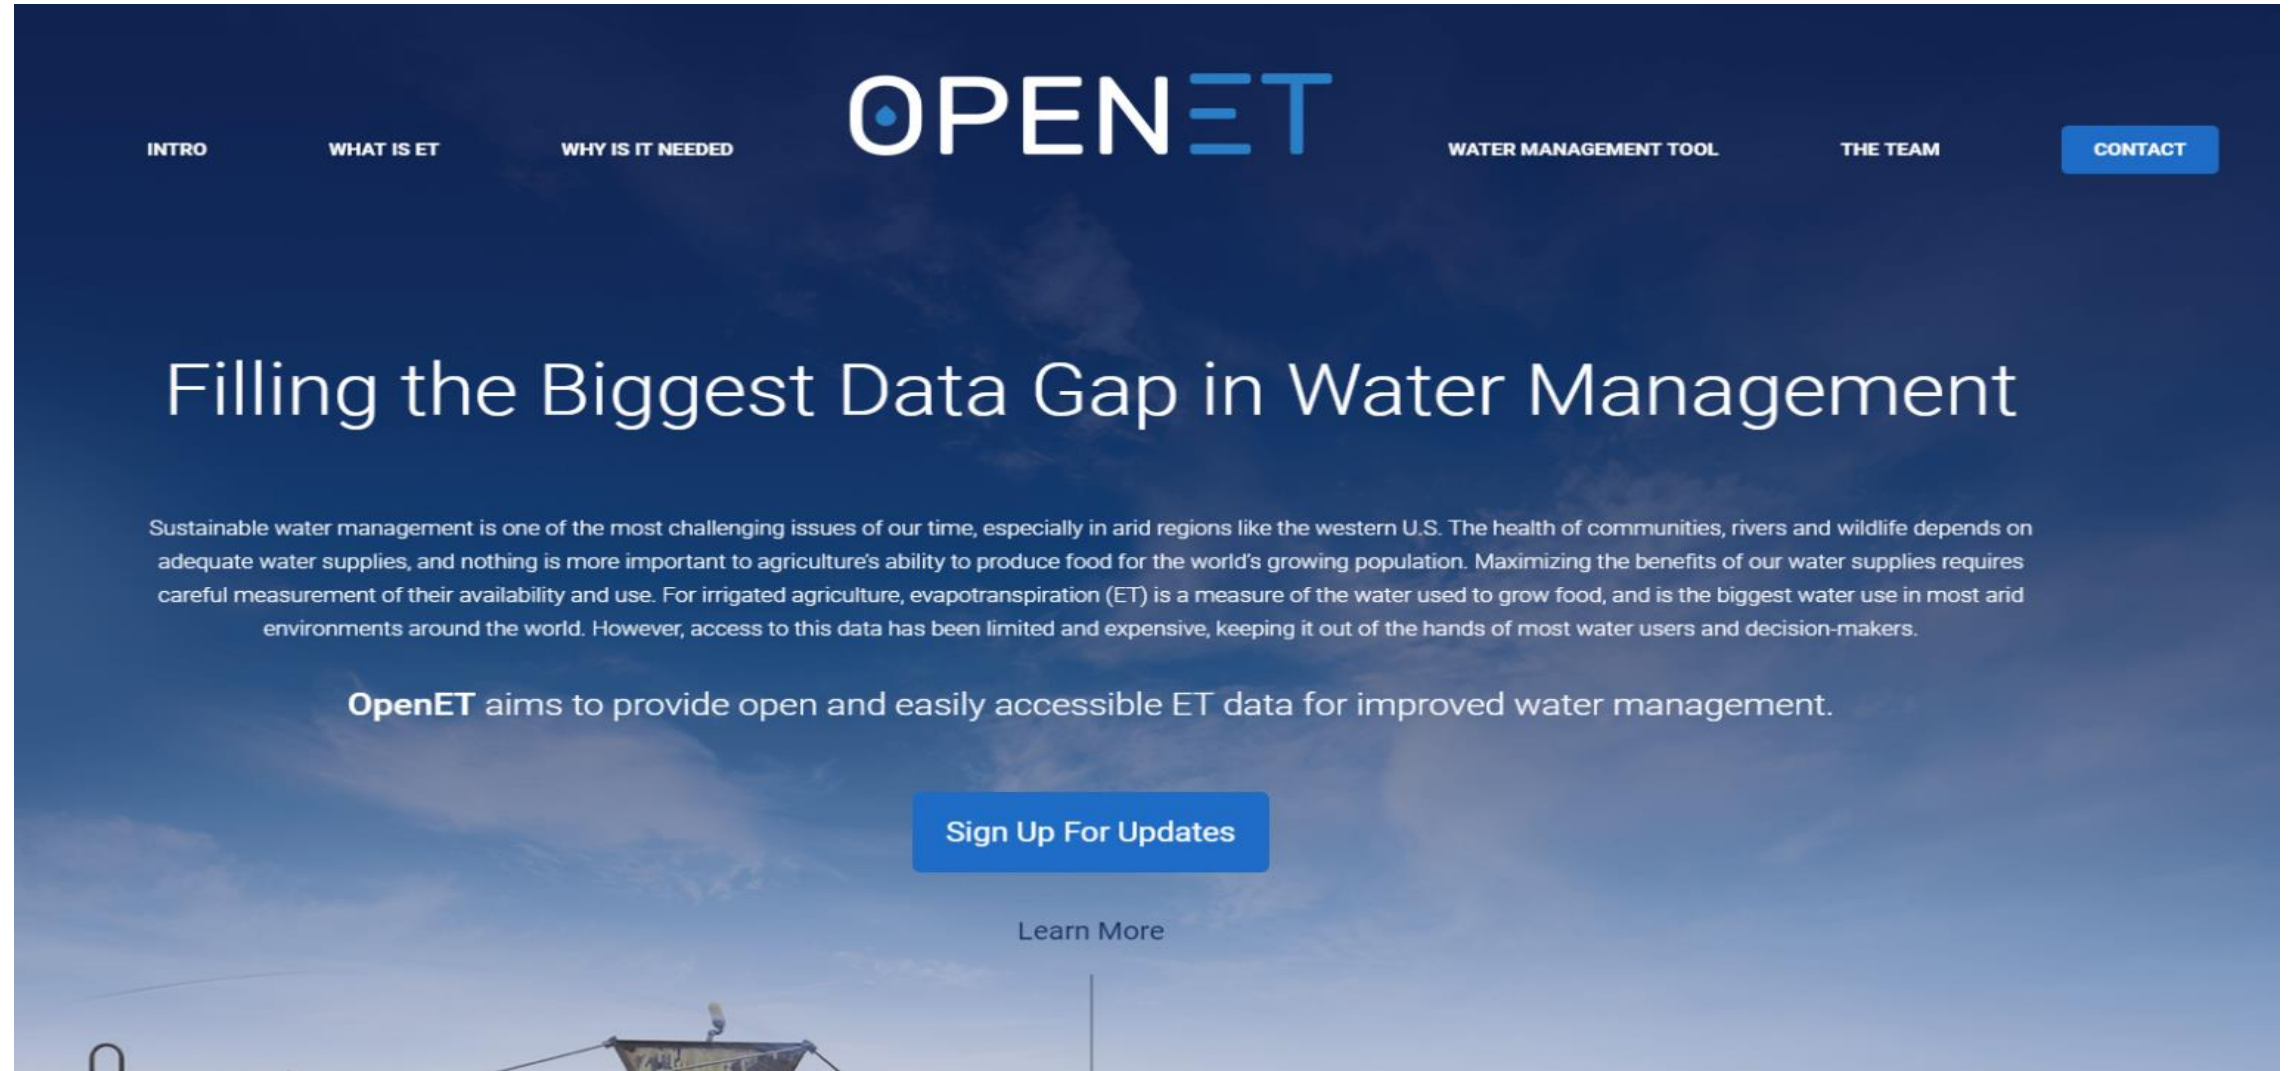 OPENET
INTRO
WHAT IS ET
WHY IS IT NEEDED
WATER MANAGEMENT TOOL
THE TEAM
CONTACT
Filling the Biggest Data Gap in Water Management
Sustainable water management is one of the most challenging issues of our time, especially in arid regions like the western U.S. The health of communities, rivers and wildlife depends on
adequate water supplies, and nothing is more important to agriculture's ability to produce food for the world's growing population. Maximizing the benefits of our water supplies requires
careful measurement of their availability and use. For irrigated agriculture, evapotranspiration (ET) is a measure of the water used to grow food, and is the biggest water use in most arid
environments around the world. However, access to this data has been limited and expensive, keeping it out of the hands of most water users and decision-makers.
OpenET aims to provide open and easily accessible ET data for improved water management.
Sign Up For Updates
Learn More